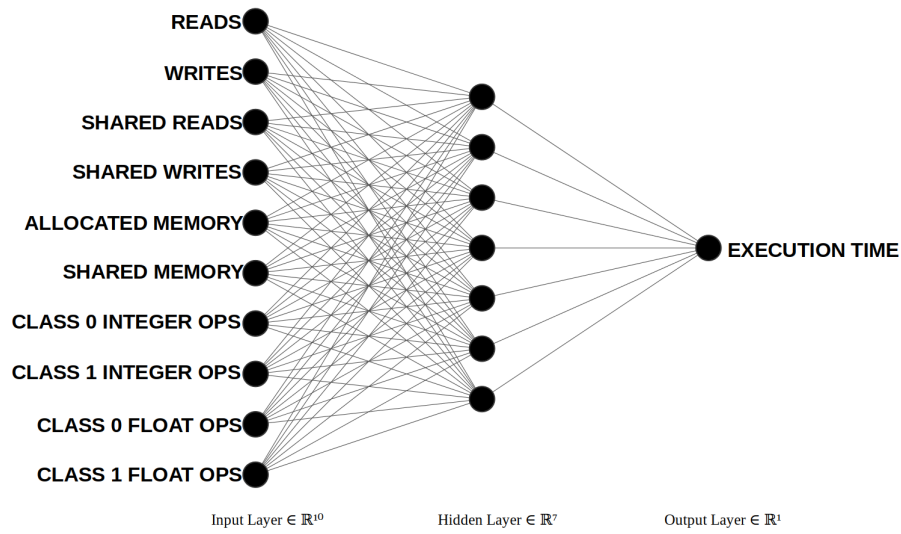 READS
WRITES
SHARED READS
SHARED WRITES
ALLOCATED MEMORY
SHARED MEMORY
CLASS 0 INTEGER OPS
CLASS 1 INTEGER OPS
CLASS 0 FLOAT OPS
CLASS 1 FLOAT OPS
EXECUTION TIME
Input Layer ∈ ℝ¹⁰
Hidden Layer ∈ ℝ⁷
Output Layer ∈ ℝ¹